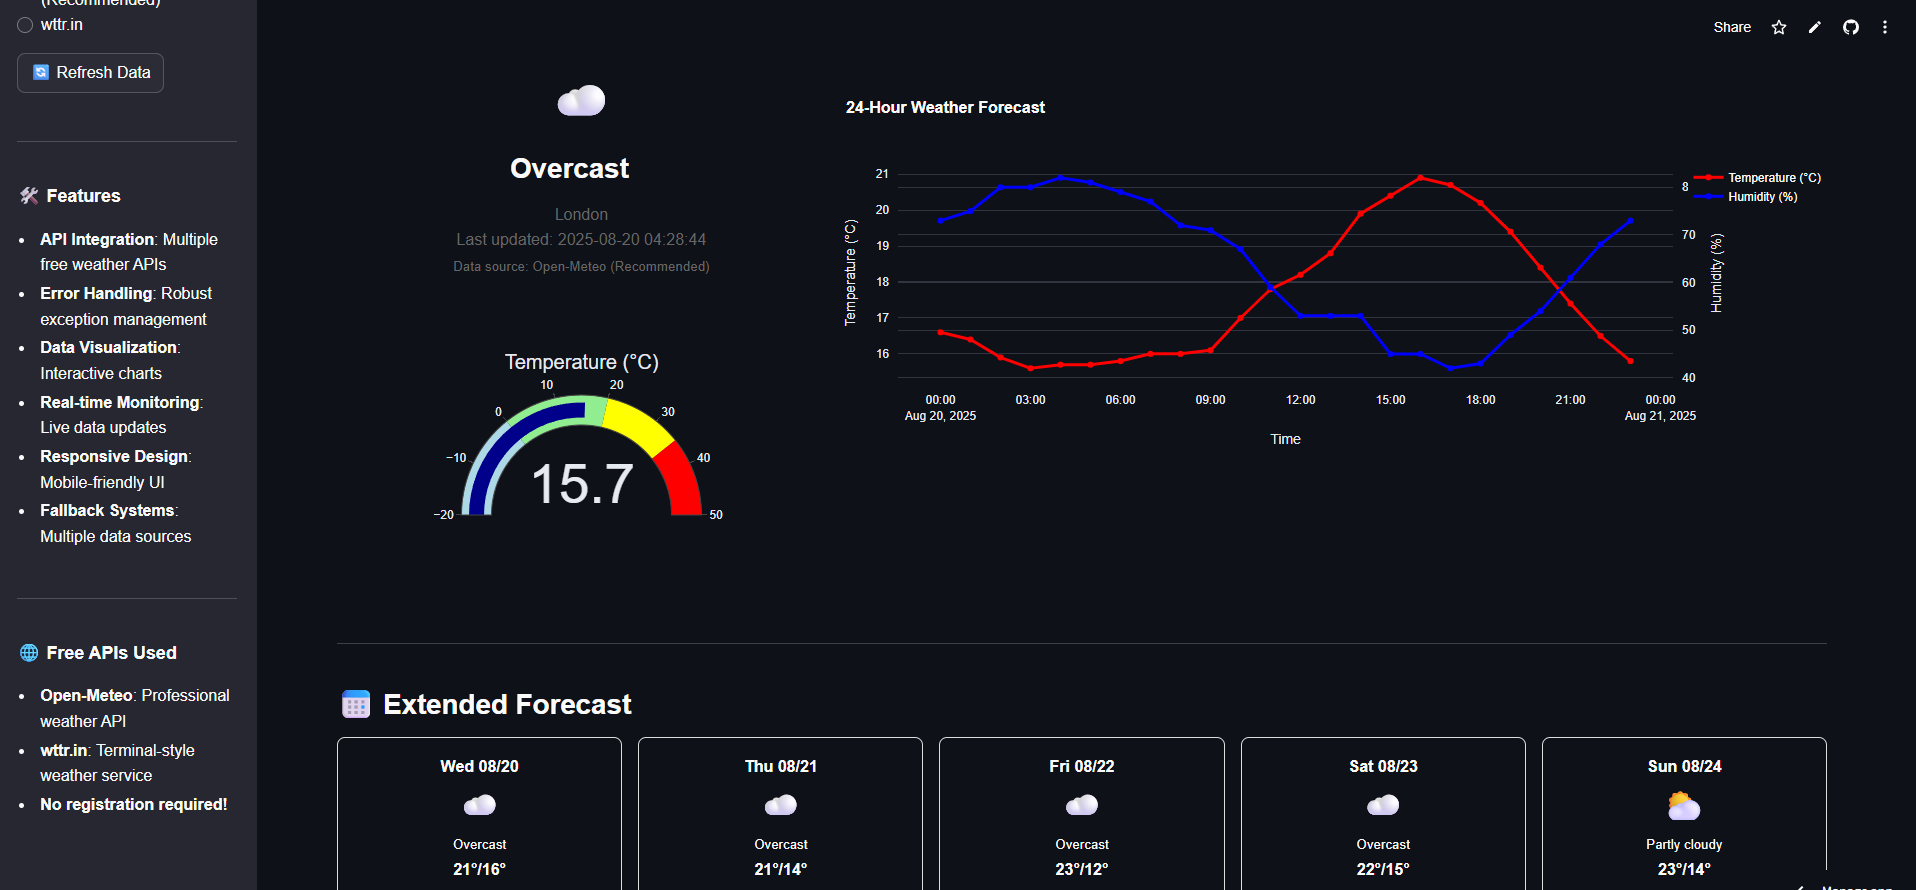 (Recommended)
wttr.in
Refresh Data
Features
API Integration: Multiple
free weather APIs
Error Handling: Robust
exception management
Data Visualization:
Interactive charts
Real-time Monitoring:
Live data updates
Responsive Design:
Mobile-friendly UI
Fallback Systems:
Multiple data sources
Free APIs Used
Open-Meteo: Professional
weather API
wttr.in: Terminal-style
weather service
No registration required!
Share
Overcast
London
Last updated: 2025-08-20 04:28:44
Data source: Open-Meteo (Recommended)
Temperature (°C)
−20
−10
0
10
20
30
40
50
15.7
24-Hour Weather Forecast
Temperature (°C)
21
20
19
18
17
16
8
70
60
50
40
Humidity (%)
Temperature (°C)
Humidity (%)
00:00 03:00 06:00 09:00 12:00 15:00 18:00 21:00 00:00
Aug 20, 2025 Aug 21, 2025
Time
Extended Forecast
Wed 08/20
Overcast
21°/16°
Thu 08/21
Overcast
21°/14°
Fri 08/22
Overcast
23°/12°
Sat 08/23
Overcast
22°/15°
Sun 08/24
Partly cloudy
23°/14°